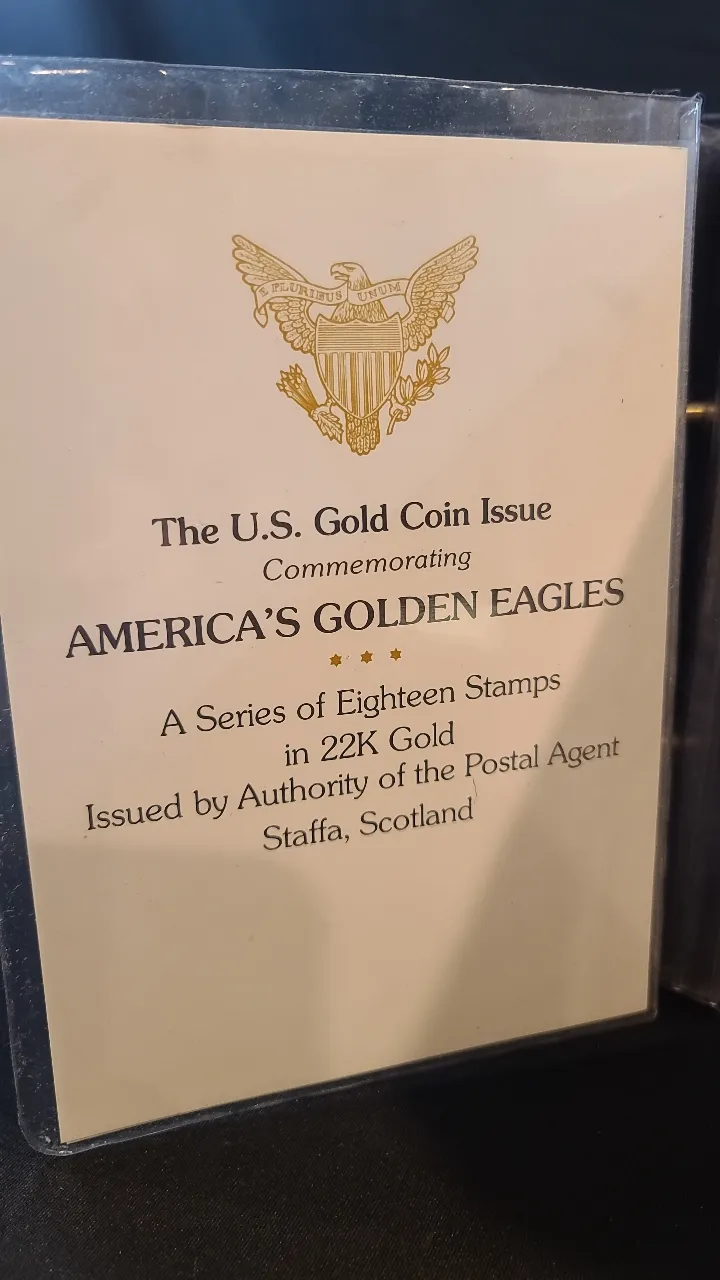 E PLURIBUS UNUM
The U.S. Gold Coin Issue
Commemorating
AMERICA'S GOLDEN EAGLES
A Series of Eighteen Stamps
in 22K Gold
Issued by Authority of the Postal Agent
Staffa, Scotland